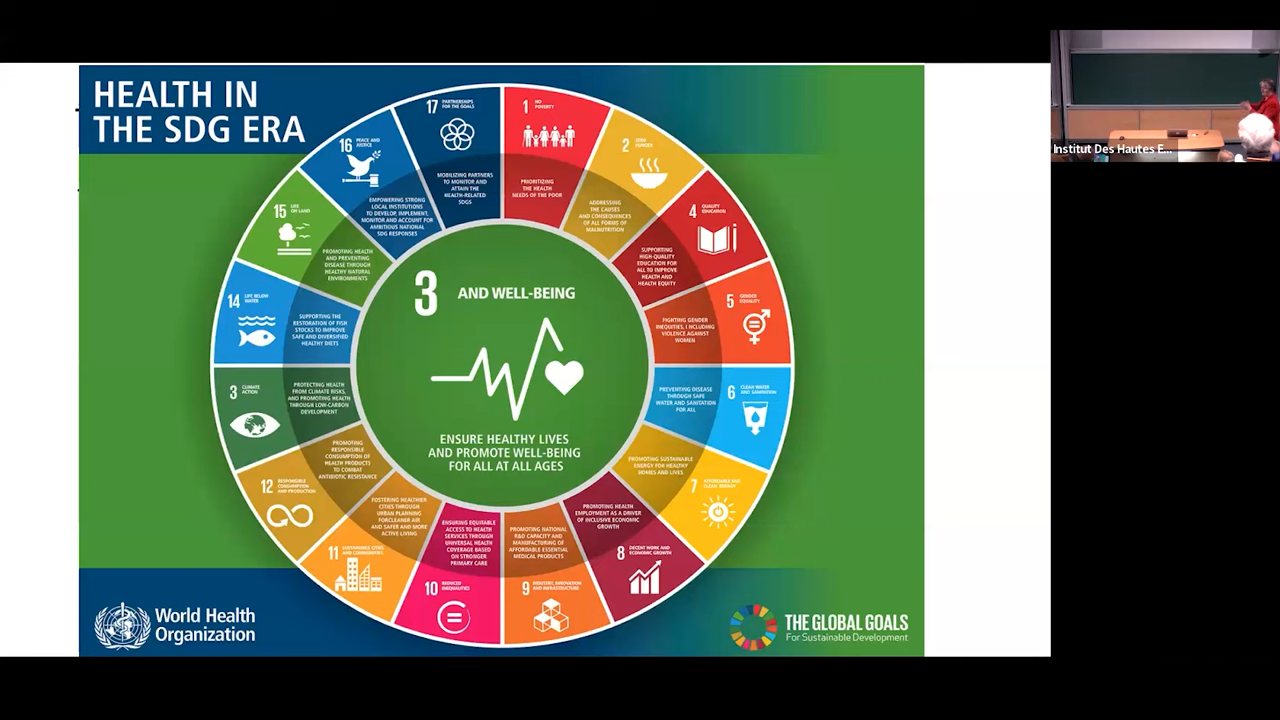 HEALTH IN
THE SDG ERA
17 PARTNERSHIPS
FOR THE GOALS
MOBILIZING PARTNERS
TO MONITOR AND
ATTAIN THE
HEALTH-RELATED
SDGS
1 NO
POVERTY
PRIORITIZING
THE HEALTH
NEEDS OF THE POOR
2 ZERO
HUNGER
ADDRESSING
THE CAUSES
AND CONSEQUENCES
OF ALL FORMS OF
MALNUTRITION
4 QUALITY
EDUCATION
SUPPORTING
HIGH-QUALITY
EDUCATION FOR
ALL TO IMPROVE
HEALTH AND
HEALTH EQUITY
5 GENDER
EQUALITY
FIGHTING GENDER
INEQUITIES, I INCLUDING
VIOLENCE AGAINST
WOMEN
6 CLEAN WATER
AND SANITATION
PREVENTING DISEASE
THROUGH SAFE
WATER AND SANITATION
FOR ALL
7 AFFORDABLE AND
CLEAN ENERGY
PROMOTING SUSTAINABLE
ENERGY FOR HEALTHY
HOMES AND LIVES
8 DECENT WORK AND
ECONOMIC GROWTH
PROMOTING HEALTH
EMPLOYMENT AS A DRIVER
OF INCLUSIVE ECONOMIC
GROWTH
9 INDUSTRY, INNOVATION
AND INFRASTRUCTURE
PROMOTING NATIONAL
R&D CAPACITY AND
MANUFACTURING OF
AFFORDABLE ESSENTIAL
MEDICAL PRODUCTS
10 REDUCED
INEQUALITIES
ENSURING EQUITABLE
ACCESS TO HEALTH
SERVICES THROUGH
UNIVERSAL HEALTH
COVERAGE BASED
ON STRONGER
PRIMARY CARE
11 SUSTAINABLE CITIES
AND COMMUNITIES
FOSTERING HEALTHIER
CITIES THROUGH
URBAN PLANNING
FORCLEANER AIR
AND SAFER AND MORE
ACTIVE LIVING
12 RESPONSIBLE
CONSUMPTION
AND PRODUCTION
PROMOTING
RESPONSIBLE
CONSUMPTION OF
HEALTH PRODUCTS
TO COMBAT
ANTIBIOTIC RESISTANCE
3 CLIMATE
ACTION
PROTECTING HEALTH
FROM CLIMATE RISKS,
AND PROMOTING HEALTH
THROUGH LOW-CARBON
DEVELOPMENT
14 LIFE BELOW
WATER
SUPPORTING THE
RESTORATION OF FISH
STOCKS TO IMPROVE
SAFE AND DIVERSIFIED
HEALTHY DIETS
15 LIFE
ON LAND
PROMOTING HEALTH
AND PREVENTING
DISEASE THROUGH
HEALTHY NATURAL
ENVIRONMENTS
16 PEACE AND
JUSTICE
EMPOWERING STRONG
LOCAL INSTITUTIONS
TO DEVELOP, IMPLEMENT,
MONITOR AND ACCOUNT FOR
AMBITIOUS NATIONAL
SDG RESPONSES
3 AND WELL-BEING
ENSURE HEALTHY LIVES
AND PROMOTE WELL-BEING
FOR ALL AT ALL AGES
World Health
Organization
THE GLOBAL GOALS
For Sustainable Development
Institut Des Hautes E...